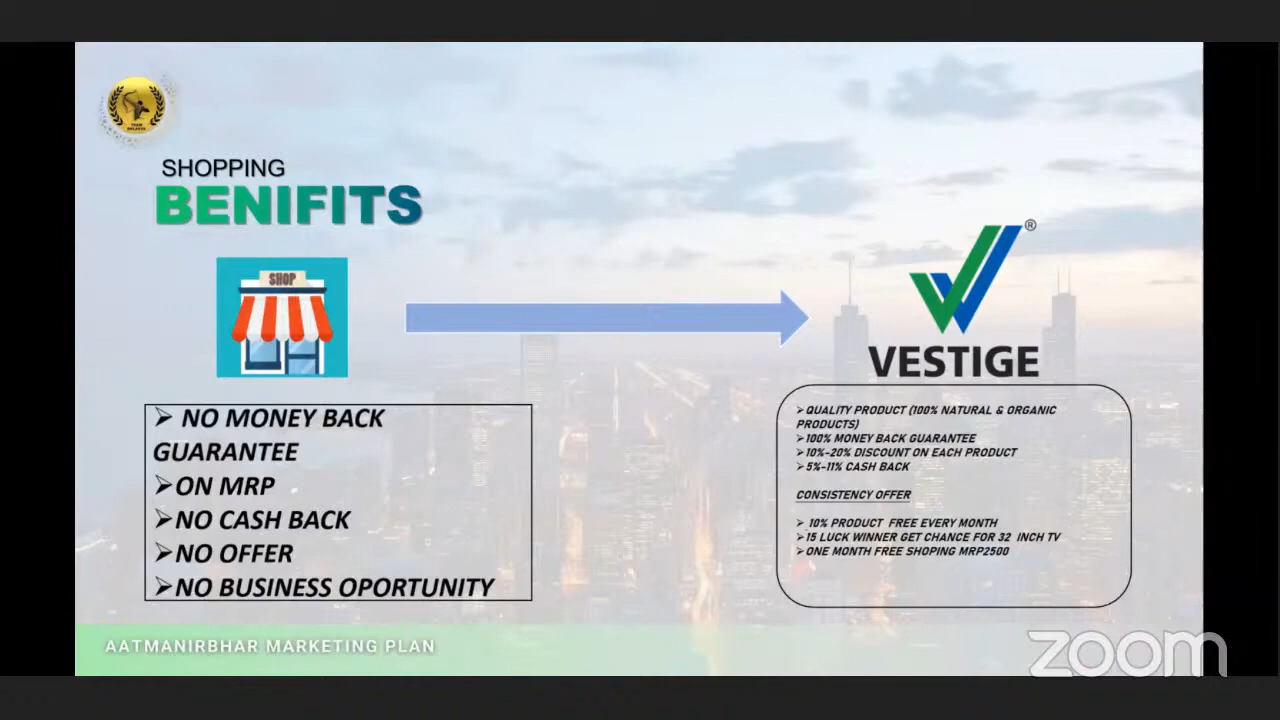 TEAM EKLAVYA
SHOPPING
BENIFITS
SHOP
®
VESTIGE
➢ NO MONEY BACK
GUARANTEE
➢ON MRP
➢NO CASH BACK
➢NO OFFER
➢NO BUSINESS OPORTUNITY
➢QUALITY PRODUCT (100% NATURAL & ORGANIC
PRODUCTS)
➢100% MONEY BACK GUARANTEE
➢10%-20% DISCOUNT ON EACH PRODUCT
➢5%-11% CASH BACK
CONSISTENCY OFFER
➢ 10% PRODUCT FREE EVERY MONTH
➢15 LUCK WINNER GET CHANCE FOR 32 INCH TV
➢ONE MONTH FREE SHOPING MRP2500
AATMANIRBHAR MARKETING PLAN
zoom